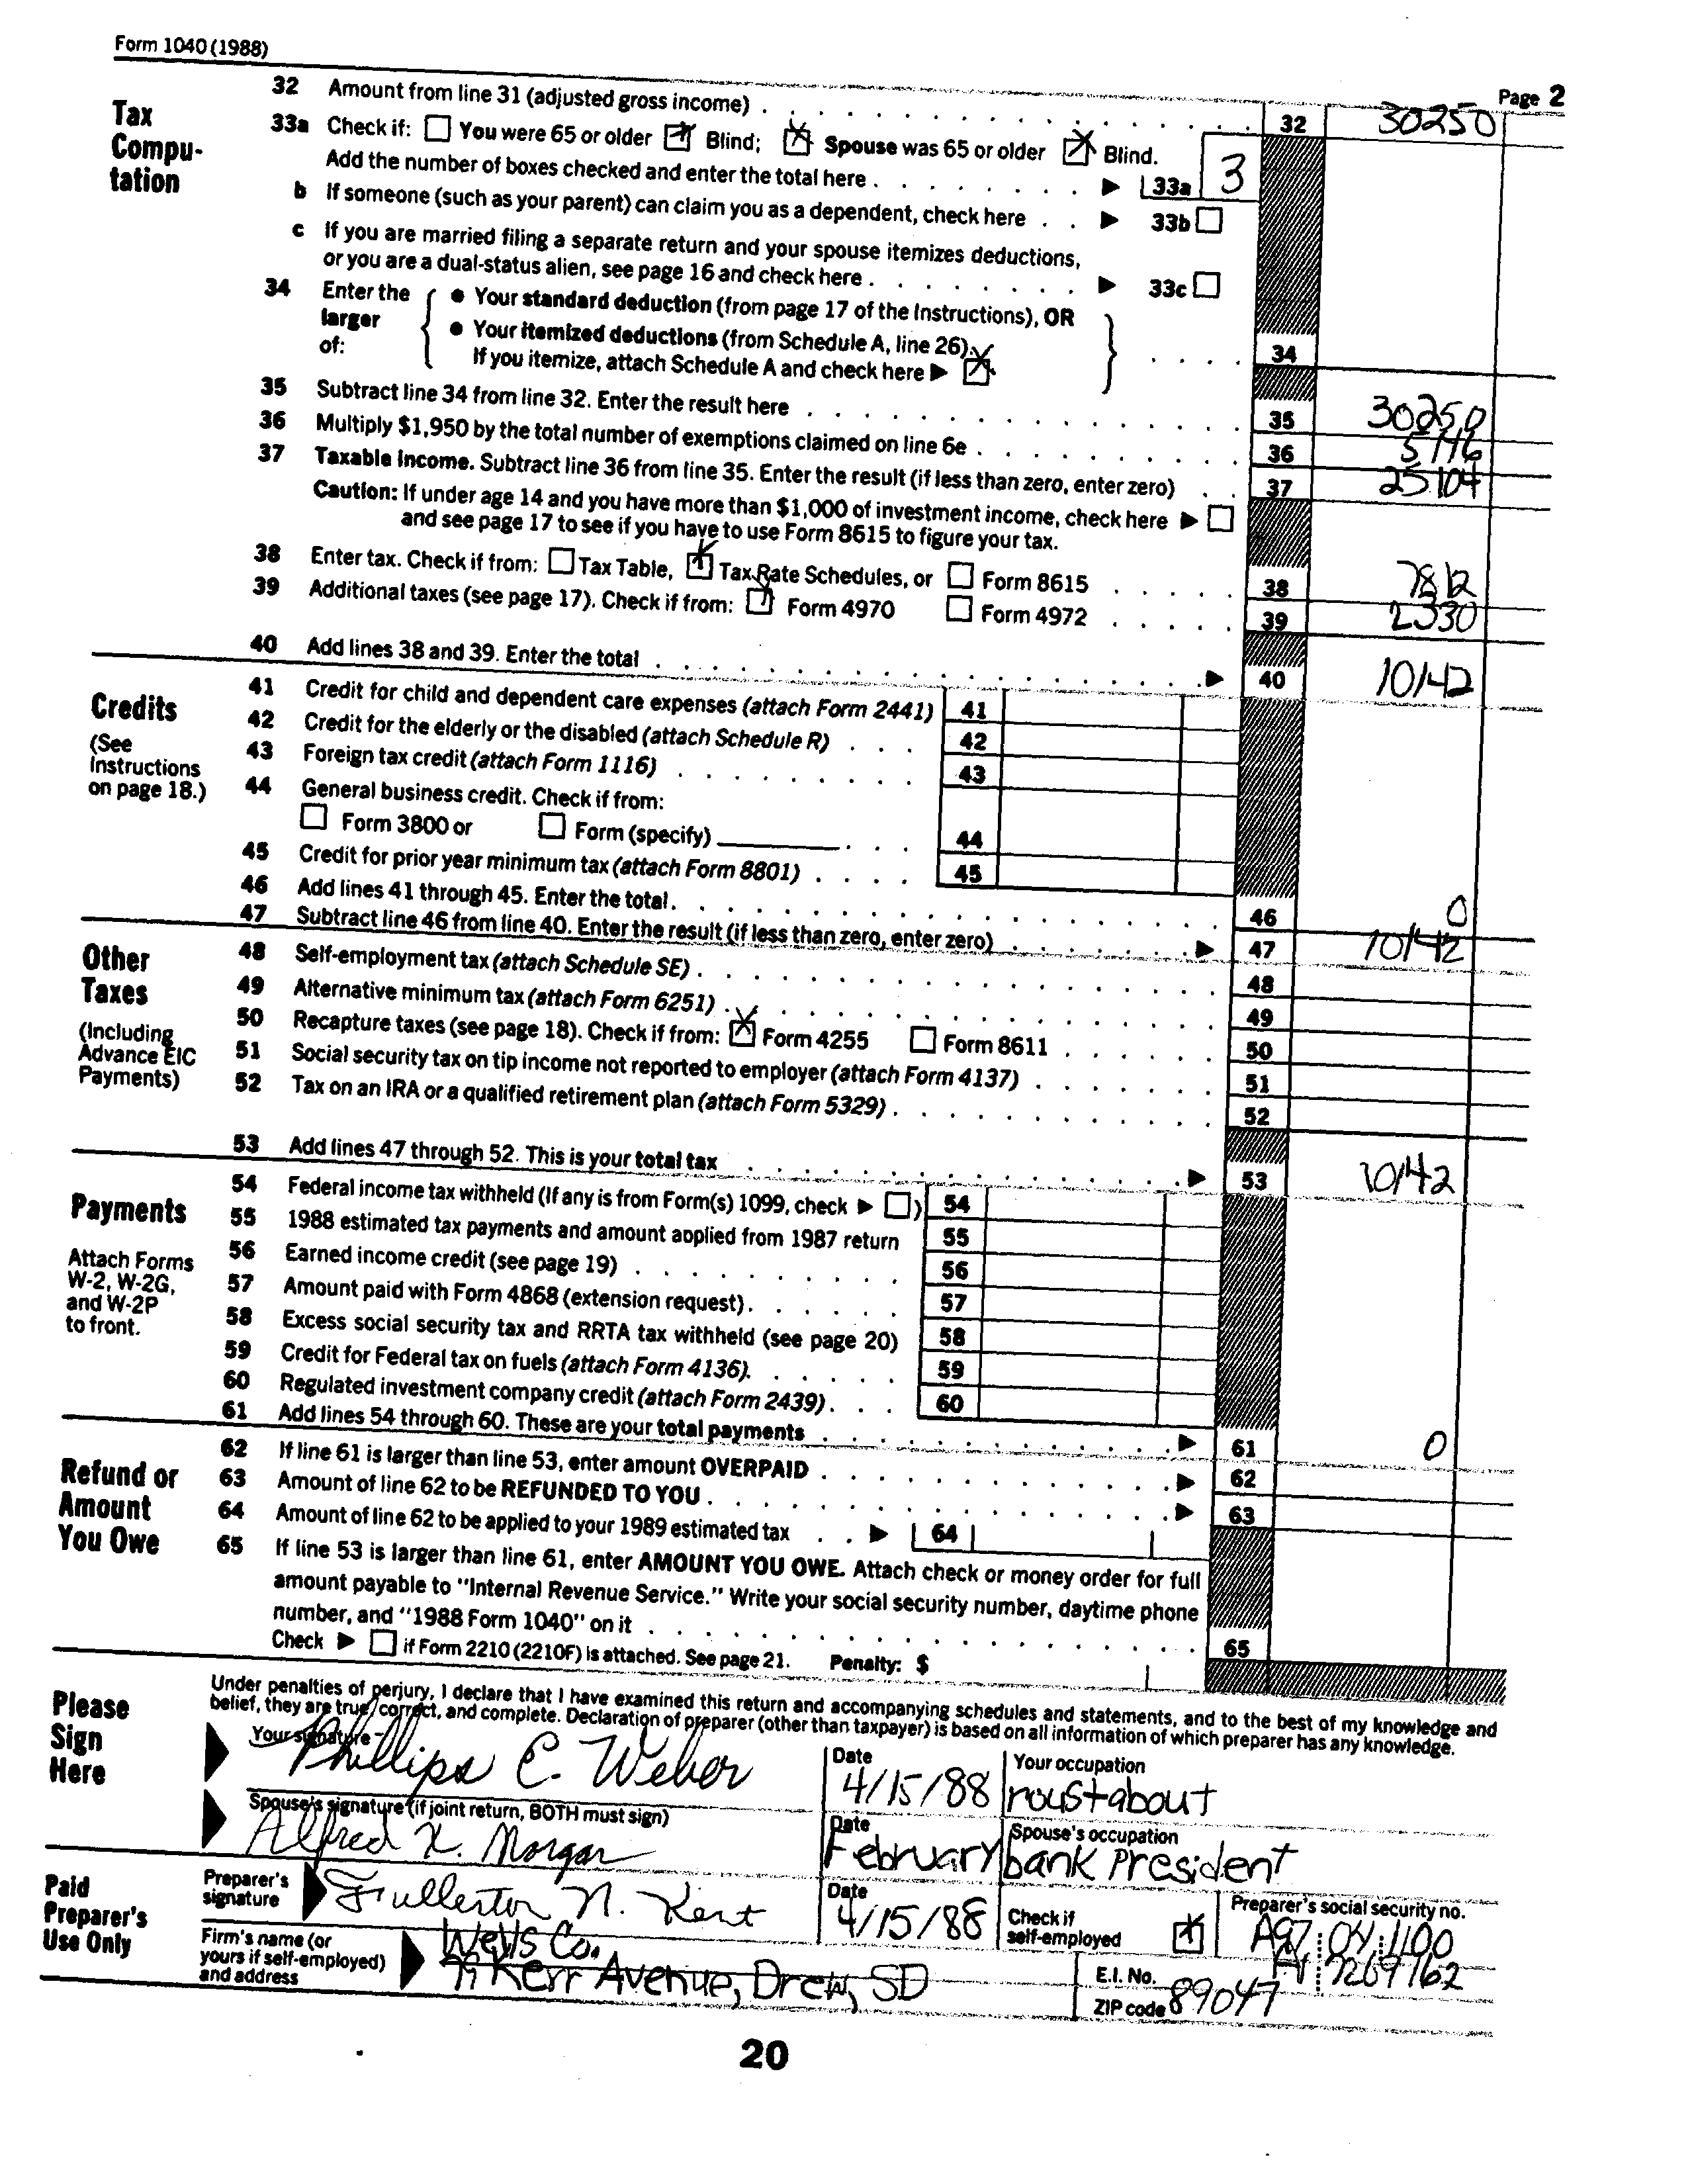 Form 1040 (1988)
Page 2
Tax Compu-tation
32 Amount from line 31 (adjusted gross income) . . . 32 30250
33a Check if: You were 65 or older Blind; Spouse was 65 or older Blind.
Add the number of boxes checked and enter the total here . . . 33a 3
b If someone (such as your parent) can claim you as a dependent, check here . . 33b
c If you are married filing a separate return and your spouse itemizes deductions,
or you are a dual-status alien, see page 16 and check here . . . 33c
34 Enter the larger of:
• Your standard deduction (from page 17 of the Instructions), OR
• Your itemized deductions (from Schedule A, line 26).
If you itemize, attach Schedule A and check here . . . 34
35 Subtract line 34 from line 32. Enter the result here . . . 35 30250
36 Multiply $1,950 by the total number of exemptions claimed on line 6e . . . 36 5146
37 Taxable income. Subtract line 36 from line 35. Enter the result (if less than zero, enter zero) . . 37 25104
Caution: If under age 14 and you have more than $1,000 of investment income, check here
and see page 17 to see if you have to use Form 8615 to figure your tax.
38 Enter tax. Check if from: Tax Table, Tax Rate Schedules, or Form 8615 . . . 38 7812
39 Additional taxes (see page 17). Check if from: Form 4970 Form 4972 . . . 39 2330
40 Add lines 38 and 39. Enter the total . . . 40 10142
Credits
(See Instructions on page 18.)
41 Credit for child and dependent care expenses (attach Form 2441) 41
42 Credit for the elderly or the disabled (attach Schedule R) . . . 42
43 Foreign tax credit (attach Form 1116) . . . 43
44 General business credit. Check if from:
Form 3800 or Form (specify) . . . 44
45 Credit for prior year minimum tax (attach Form 8801) . . . 45
46 Add lines 41 through 45. Enter the total. . . . 46 0
47 Subtract line 46 from line 40. Enter the result (if less than zero, enter zero) . . . 47 10142
Other Taxes
(Including Advance EIC Payments)
48 Self-employment tax (attach Schedule SE) . . . 48
49 Alternative minimum tax (attach Form 6251) . . . 49
50 Recapture taxes (see page 18). Check if from: Form 4255 Form 8611 . . . 50
51 Social security tax on tip income not reported to employer (attach Form 4137) . . . 51
52 Tax on an IRA or a qualified retirement plan (attach Form 5329) . . . 52
53 Add lines 47 through 52. This is your total tax . . . 53 10142
Payments
Attach Forms W-2, W-2G, and W-2P to front.
54 Federal income tax withheld (If any is from Form(s) 1099, check ) 54
55 1988 estimated tax payments and amount applied from 1987 return 55
56 Earned income credit (see page 19) . . . 56
57 Amount paid with Form 4868 (extension request) . . . 57
58 Excess social security tax and RRTA tax withheld (see page 20) 58
59 Credit for Federal tax on fuels (attach Form 4136). . . . 59
60 Regulated investment company credit (attach Form 2439) . . . 60
61 Add lines 54 through 60. These are your total payments . . . 61 0
Refund or Amount You Owe
62 If line 61 is larger than line 53, enter amount OVERPAID . . . 62
63 Amount of line 62 to be REFUNDED TO YOU . . . 63
64 Amount of line 62 to be applied to your 1989 estimated tax . . 64
65 If line 53 is larger than line 61, enter AMOUNT YOU OWE. Attach check or money order for full
amount payable to "Internal Revenue Service." Write your social security number, daytime phone
number, and "1988 Form 1040" on it . . . 65
Check if Form 2210 (2210F) is attached. See page 21. Penalty: $
Please Sign Here
Under penalties of perjury, I declare that I have examined this return and accompanying schedules and statements, and to the best of my knowledge and
belief, they are true, correct, and complete. Declaration of preparer (other than taxpayer) is based on all information of which preparer has any knowledge.
Your signature Phillips C. Weber Date 4/15/88 Your occupation roustabout
Spouse's signature (if joint return, BOTH must sign) Alfred X. Morgan Date February Spouse's occupation bank President
Paid Preparer's Use Only
Preparer's signature Fullerton N. Kent Date 4/15/88 Check if self-employed Preparer's social security no. A97 04 1100
Firm's name (or yours if self-employed) and address Wells Co. E.I. No. 7269162
99 Kerr Avenue, Drew, SD ZIP code 89047
20